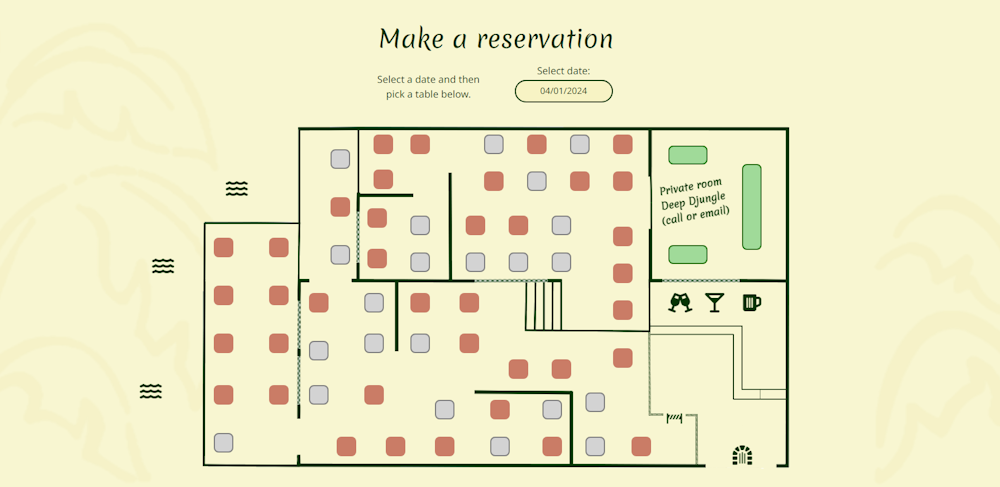 Make a reservation
Select a date and then
pick a table below.
Select date:
04/01/2024
Private room
Deep Djungle
(call or email)